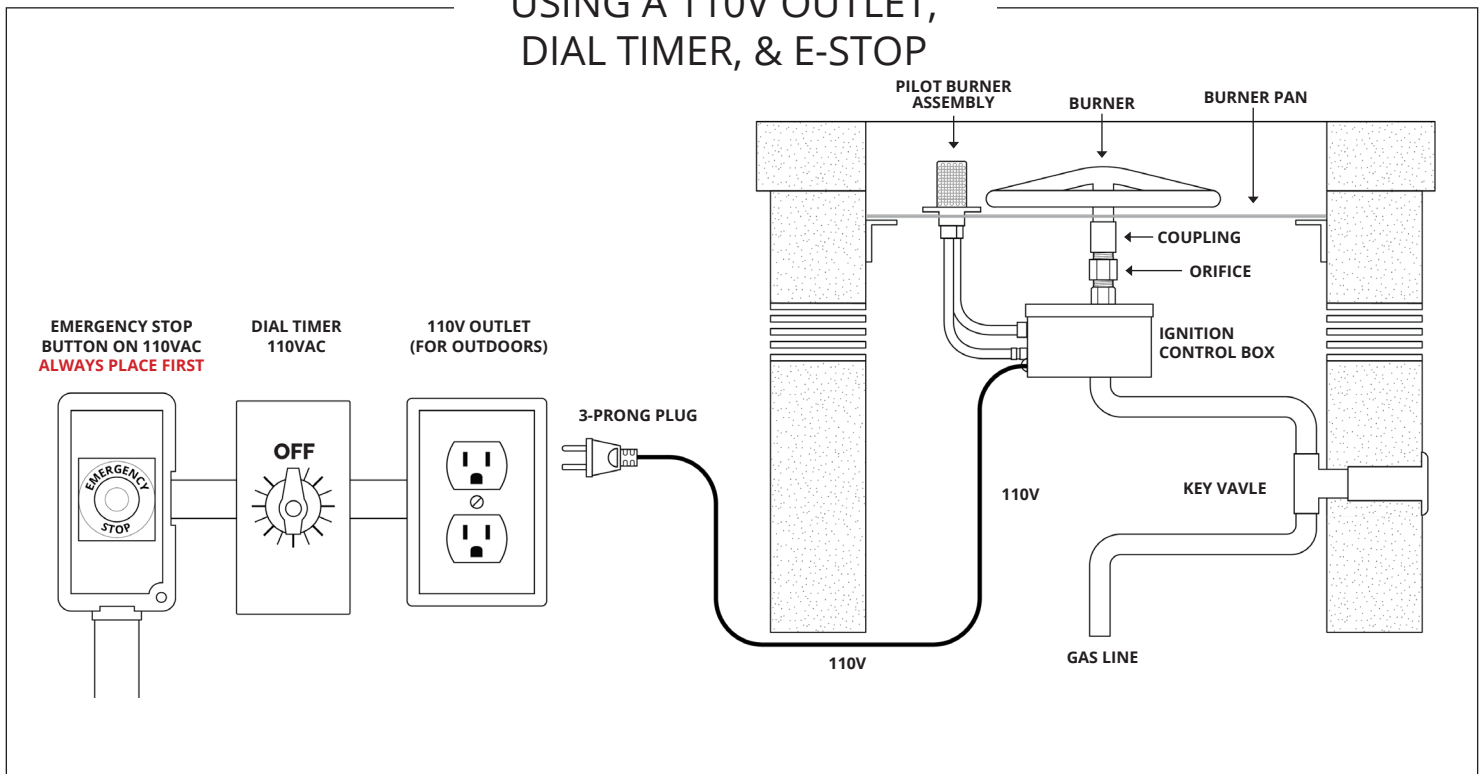 USING A 110V OUTLET,
DIAL TIMER, & E-STOP
PILOT BURNER
ASSEMBLY
BURNER
BURNER PAN
COUPLING
ORIFICE
IGNITION
CONTROL BOX
EMERGENCY STOP
BUTTON ON 110VAC
ALWAYS PLACE FIRST
DIAL TIMER
110VAC
110V OUTLET
(FOR OUTDOORS)
3-PRONG PLUG
OFF
EMERGENCY
STOP
110V
KEY VAVLE
110V
GAS LINE